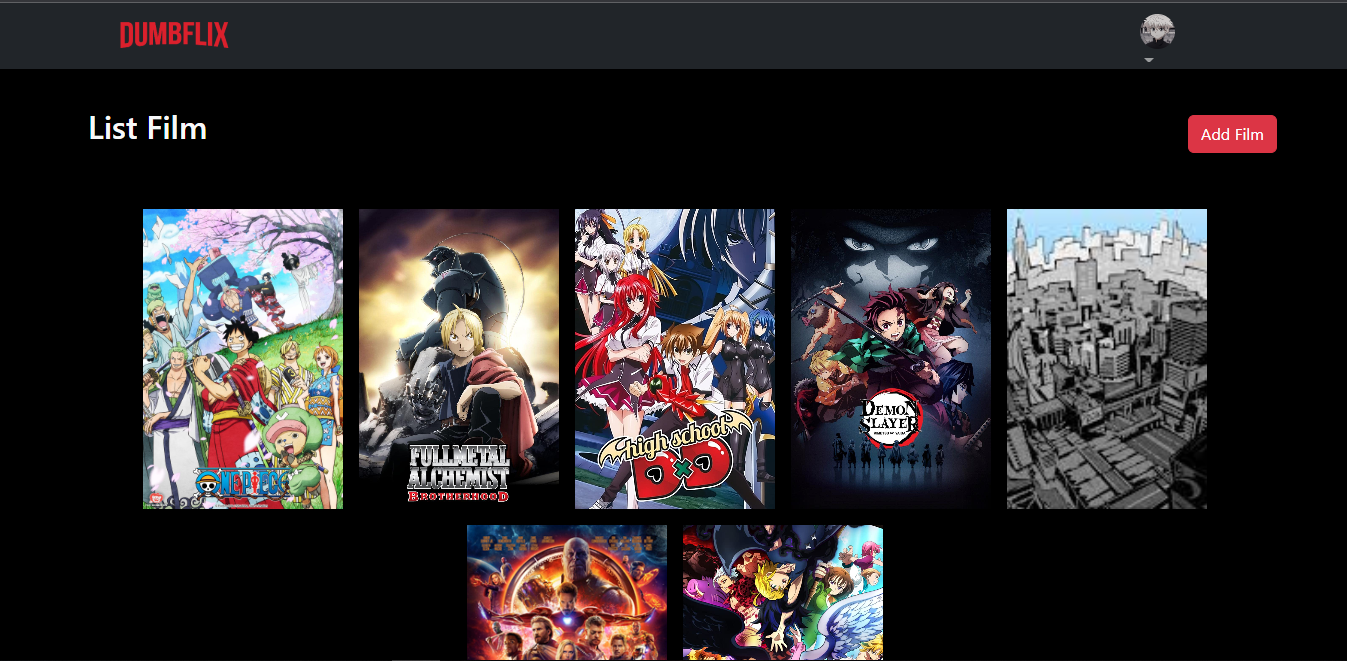 DUMBFLIX
List Film
Add Film
ONE PIECE
FULLMETAL
ALCHEMIST
BROTHERHOOD
high school
DXD
DEMON
SLAYER